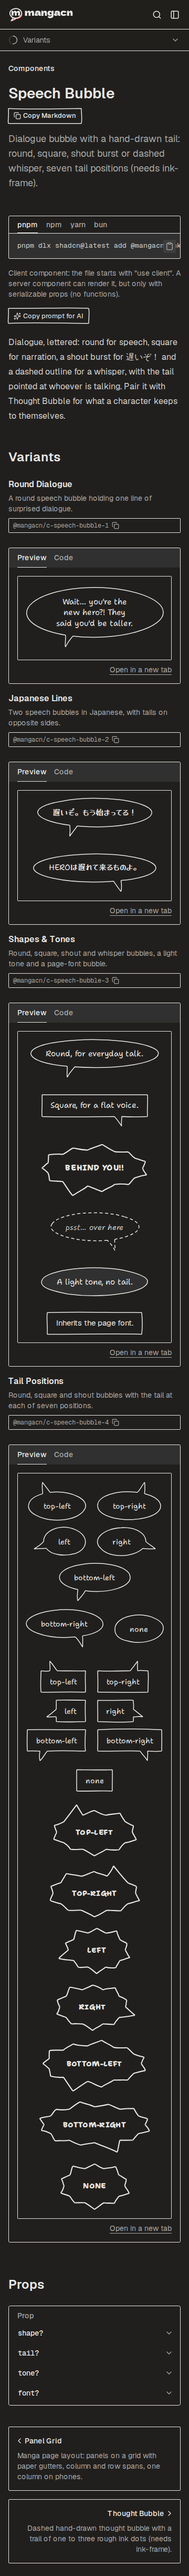 mangacn
Variants
Components
Speech Bubble
Copy Markdown
Dialogue bubble with a hand-drawn tail:
round, square, shout burst or dashed
whisper, seven tail positions (needs ink-
frame).
pnpm npm yarn bun
pnpm dlx shadcn@latest add @mangacn
Client component: the file starts with "use client". A
server component can render it, but only with
serializable props (no functions).
Copy prompt for AI
Dialogue, lettered: round for speech, square
for narration, a shout burst for 遅いぞ! and
a dashed outline for a whisper, with the tail
pointed at whoever is talking. Pair it with
Thought Bubble for what a character keeps
to themselves.
Variants
Round Dialogue
A round speech bubble holding one line of
surprised dialogue.
@mangacn/c-speech-bubble-1
Preview Code
Wait... you're the
new hero?! They
said you'd be taller.
Open in a new tab
Japanese Lines
Two speech bubbles in Japanese, with tails on
opposite sides.
@mangacn/c-speech-bubble-2
Preview Code
遅いぞ。もう始まってる!
HEROは遅れて来るものよ。
Open in a new tab
Shapes & Tones
Round, square, shout and whisper bubbles, a light
tone and a page-font bubble.
@mangacn/c-speech-bubble-3
Preview Code
Round, for everyday talk.
Square, for a flat voice.
BEHIND YOU!!
psst... over here
A light tone, no tail.
Inherits the page font.
Open in a new tab
Tail Positions
Round, square and shout bubbles with the tail at
each of seven positions.
@mangacn/c-speech-bubble-4
Preview Code
top-left top-right
left right
bottom-left
bottom-right none
top-left top-right
left right
bottom-left bottom-right
none
TOP-LEFT
TOP-RIGHT
LEFT
RIGHT
BOTTOM-LEFT
BOTTOM-RIGHT
NONE
Open in a new tab
Props
Prop
shape?
tail?
tone?
font?
Panel Grid
Manga page layout: panels on a grid with
paper gutters, column and row spans, one
column on phones.
Thought Bubble
Dashed hand-drawn thought bubble with a
trail of one to three rough ink dots (needs
ink-frame).